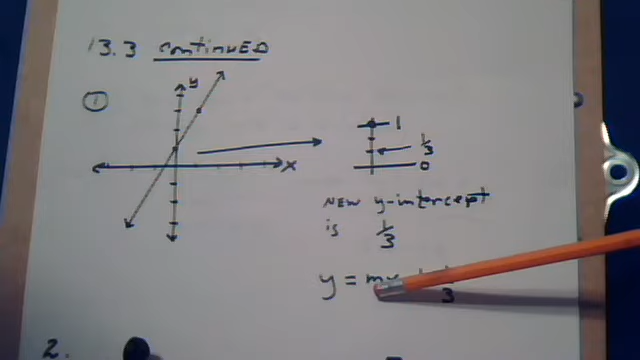 13.3 continuED
1
y
x
1
1/3
0
NEW y-intercept
is 1/3
y = m
3
2.